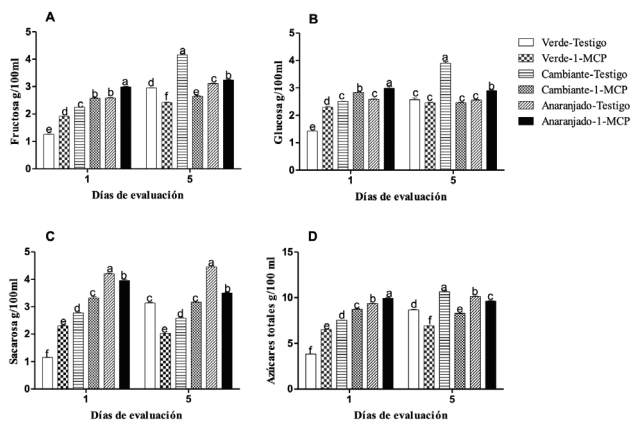 A
Fructosa g/100ml
5
4
3
2
1
0
e d c b b a
d f a e c b
1 5
Días de evaluación
B
Glucosa g/100 ml
5
4
3
2
1
0
e d c b c a
c d a d c b
1 5
Días de evaluación
Verde-Testigo
Verde-1-MCP
Cambiante-Testigo
Cambiante-1-MCP
Anaranjado-Testigo
Anaranjado-1-MCP
C
Sacarosa g/100ml
5
4
3
2
1
0
f e d c a b
c e d c a b
1 5
Días de evaluación
D
Azúcares totales g/100 ml
15
10
5
0
f e d c b a
d f a e b c
1 5
Días de evaluación